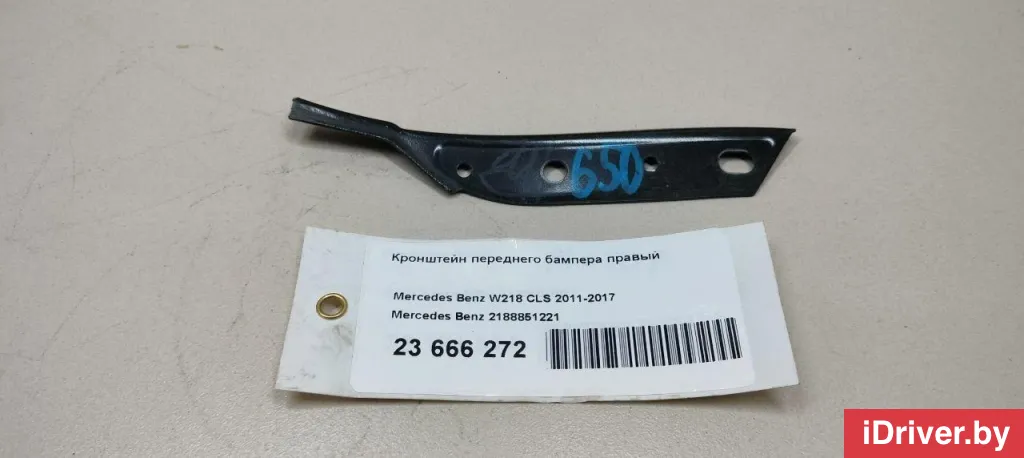 650
Кронштейн переднего бампера правый
Mercedes Benz W218 CLS 2011-2017
Mercedes Benz 2188851221
23 666 272
iDriver.by